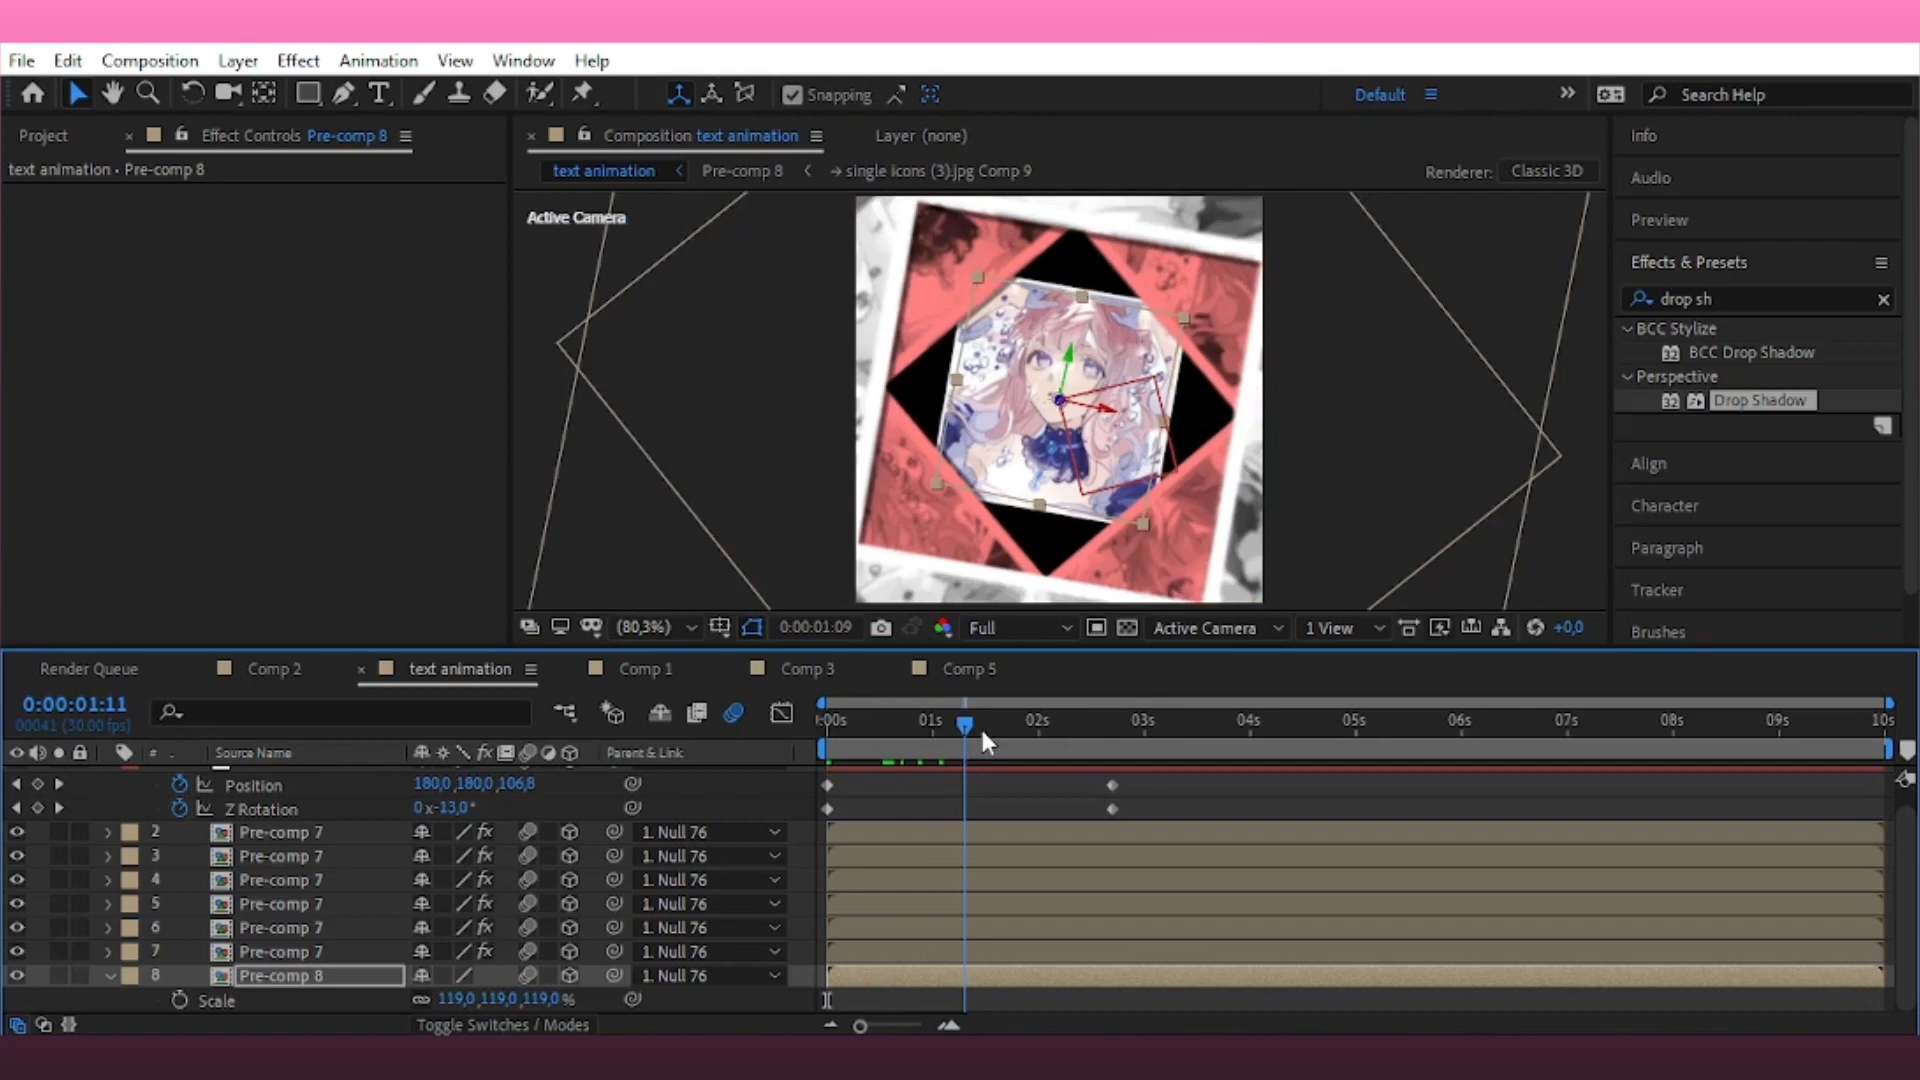 File Edit Composition Layer Effect Animation View Window Help
Snapping Default Search Help
Project Effect Controls Pre-comp 8 Composition text animation Layer (none) Info
text animation • Pre-comp 8 text animation Pre-comp 8 single icons (3).jpg Comp 9 Renderer: Classic 3D
Audio
Active Camera Preview
Effects & Presets
drop sh
BCC Stylize
32 BCC Drop Shadow
Perspective
32 Drop Shadow
Align
Character
Paragraph
Tracker
(80,3%) 0:00:01:09 Full Active Camera 1 View +0,0 Brushes
Render Queue Comp 2 text animation Comp 1 Comp 3 Comp 5
0:00:01:11
00041 (30.00 fps) :00s 01s 02s 03s 04s 05s 06s 07s 08s 09s 10s
# Source Name fx Parent & Link
Position 180,0,180,0,106,8
Z Rotation 0x-13,0°
2 Pre-comp 7 fx 1. Null 76
3 Pre-comp 7 fx 1. Null 76
4 Pre-comp 7 fx 1. Null 76
5 Pre-comp 7 fx 1. Null 76
6 Pre-comp 7 fx 1. Null 76
7 Pre-comp 7 fx 1. Null 76
8 Pre-comp 8 1. Null 76
Scale 119,0,119,0,119,0%
Toggle Switches / Modes